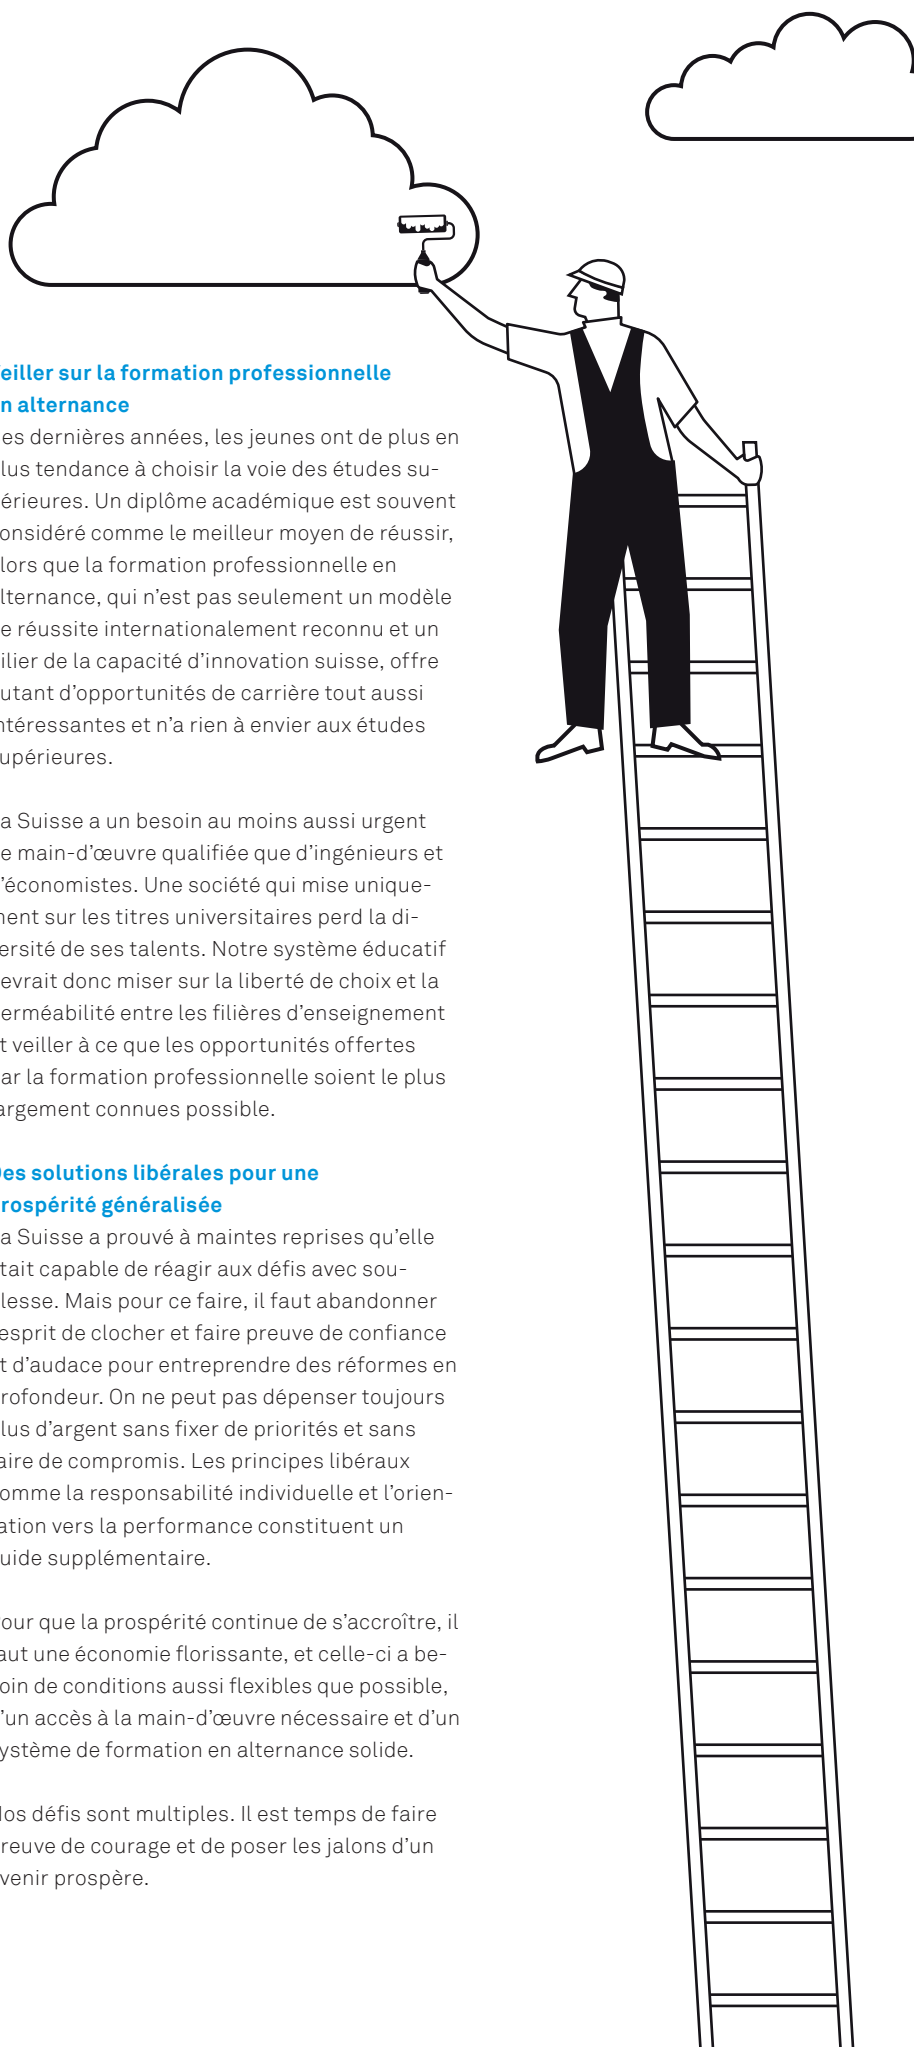 eiller sur la formation professionnelle
n alternance
es dernières années, les jeunes ont de plus en
lus tendance à choisir la voie des études su-
érieures. Un diplôme académique est souvent
onsidéré comme le meilleur moyen de réussir,
lors que la formation professionnelle en
lternance, qui n'est pas seulement un modèle
e réussite internationalement reconnu et un
ilier de la capacité d'innovation suisse, offre
utant d'opportunités de carrière tout aussi
ntéressantes et n'a rien à envier aux études
upérieures.
a Suisse a un besoin au moins aussi urgent
e main-d'œuvre qualifiée que d'ingénieurs et
'économistes. Une société qui mise unique-
ment sur les titres universitaires perd la di-
ersité de ses talents. Notre système éducatif
evrait donc miser sur la liberté de choix et la
erméabilité entre les filières d'enseignement
t veiller à ce que les opportunités offertes
ar la formation professionnelle soient le plus
argement connues possible.
Des solutions libérales pour une
rospérité généralisée
a Suisse a prouvé à maintes reprises qu'elle
tait capable de réagir aux défis avec sou-
lesse. Mais pour ce faire, il faut abandonner
'esprit de clocher et faire preuve de confiance
t d'audace pour entreprendre des réformes en
rofondeur. On ne peut pas dépenser toujours
lus d'argent sans fixer de priorités et sans
aire de compromis. Les principes libéraux
omme la responsabilité individuelle et l'orien-
ation vers la performance constituent un
uide supplémentaire.
our que la prospérité continue de s'accroître, il
aut une économie florissante, et celle-ci a be-
oin de conditions aussi flexibles que possible,
'un accès à la main-d'œuvre nécessaire et d'un
ystème de formation en alternance solide.
Nos défis sont multiples. Il est temps de faire
reuve de courage et de poser les jalons d'un
venir prospère.